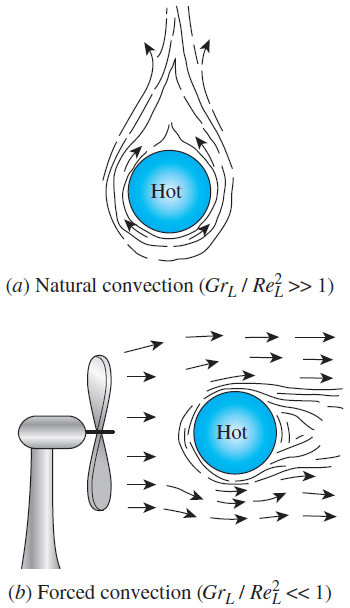 Hot
(a) Natural convection (Gr_L / Re_L^2 >> 1)
Hot
(b) Forced convection (Gr_L / Re_L^2 << 1)